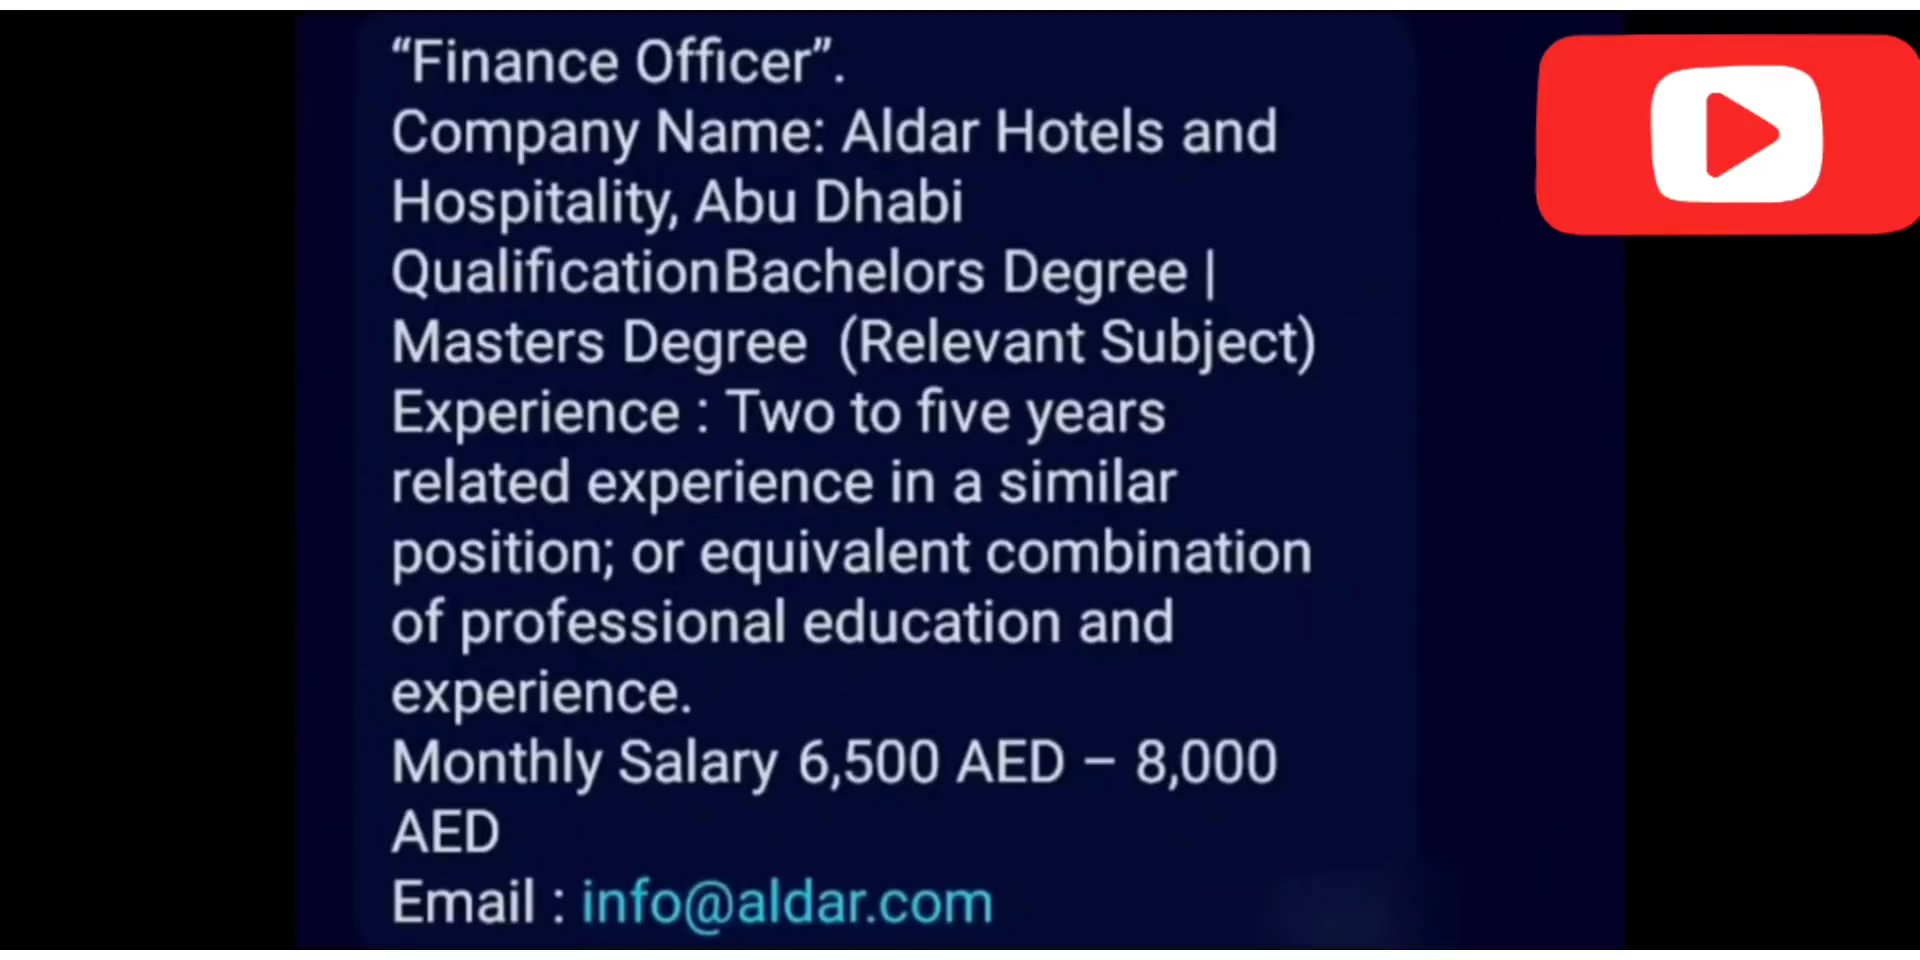 “Finance Officer”.
Company Name: Aldar Hotels and
Hospitality, Abu Dhabi
QualificationBachelors Degree |
Masters Degree  (Relevant Subject)
Experience : Two to five years
related experience in a similar
position; or equivalent combination
of professional education and
experience.
Monthly Salary 6,500 AED – 8,000
AED
Email : info@aldar.com